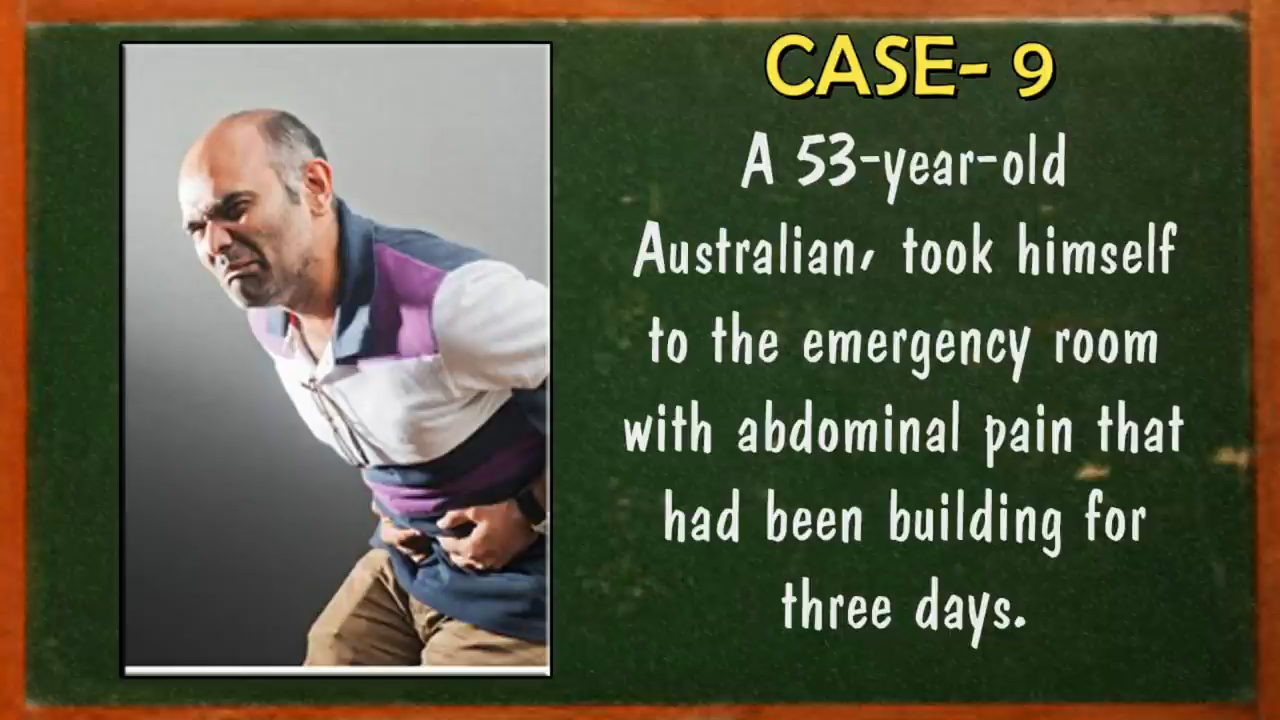 CASE- 9
A 53-year-old
Australian, took himself
to the emergency room
with abdominal pain that
had been building for
three days.